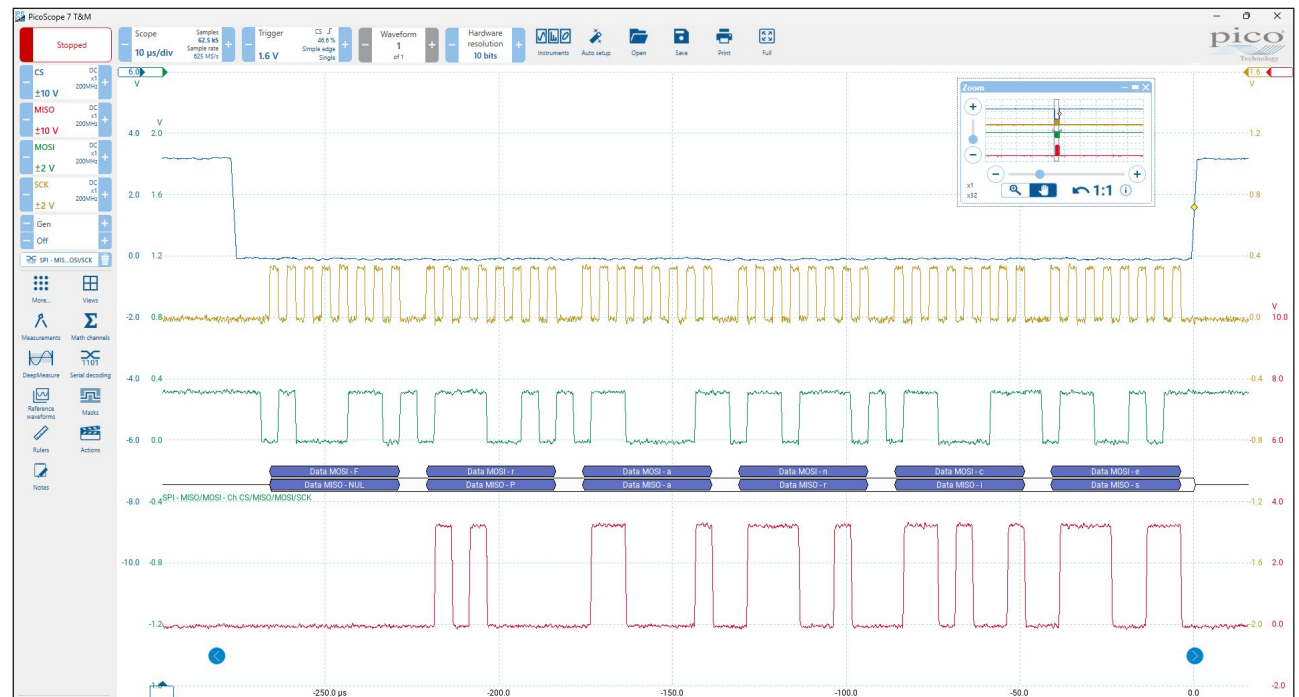 PicoScope 7 T&M
Stopped
Scope
10 µs/div
Samples
62.5 kS
Sample rate
825 MS/s
Trigger
1.6 V
CS
46.6 %
Simple edge
Single
Waveform
1
of 1
Hardware
resolution
10 bits
Instruments
Auto setup
Open
Save
Print
Full
pico
Technology
CS DC
x1
200MHz
±10 V
MISO DC
x1
200MHz
±10 V
MOSI DC
x1
200MHz
±2 V
SCK DC
x1
200MHz
±2 V
Gen
Off
SPI - MIS...OSI/SCK
More...
Views
Measurements
Math channels
DeepMeasure
Serial decoding
Reference
waveforms
Masks
Rulers
Actions
Notes
6.0
V
V
4.0 2.0
2.0 1.6
0.0 1.2
-2.0 0.8
-4.0 0.4
-6.0 0.0
-8.0 -0.4
-10.0 -0.8
-1.2
Zoom
x1
x32
1:1
1.6
V
1.2
0.8
0.4
0.0
V
10.0
-0.4 8.0
-0.8 6.0
-1.2 4.0
-1.6 2.0
-2.0 0.0
-2.0
Data MOSI - F Data MOSI - r Data MOSI - a Data MOSI - n Data MOSI - c Data MOSI - e
Data MISO - NUL Data MISO - P Data MISO - a Data MISO - r Data MISO - i Data MISO - s
SPI - MISO/MOSI - Ch CS/MISO/MOSI/SCK
-250.0 µs -200.0 -150.0 -100.0 -50.0 0.0